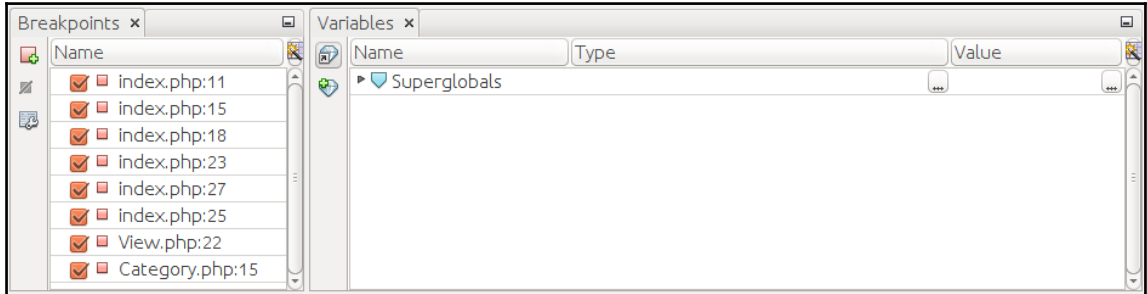 Breakpoints ×
Name
index.php:11
index.php:15
index.php:18
index.php:23
index.php:27
index.php:25
View.php:22
Category.php:15
Variables ×
Name Type Value
Superglobals ... ...